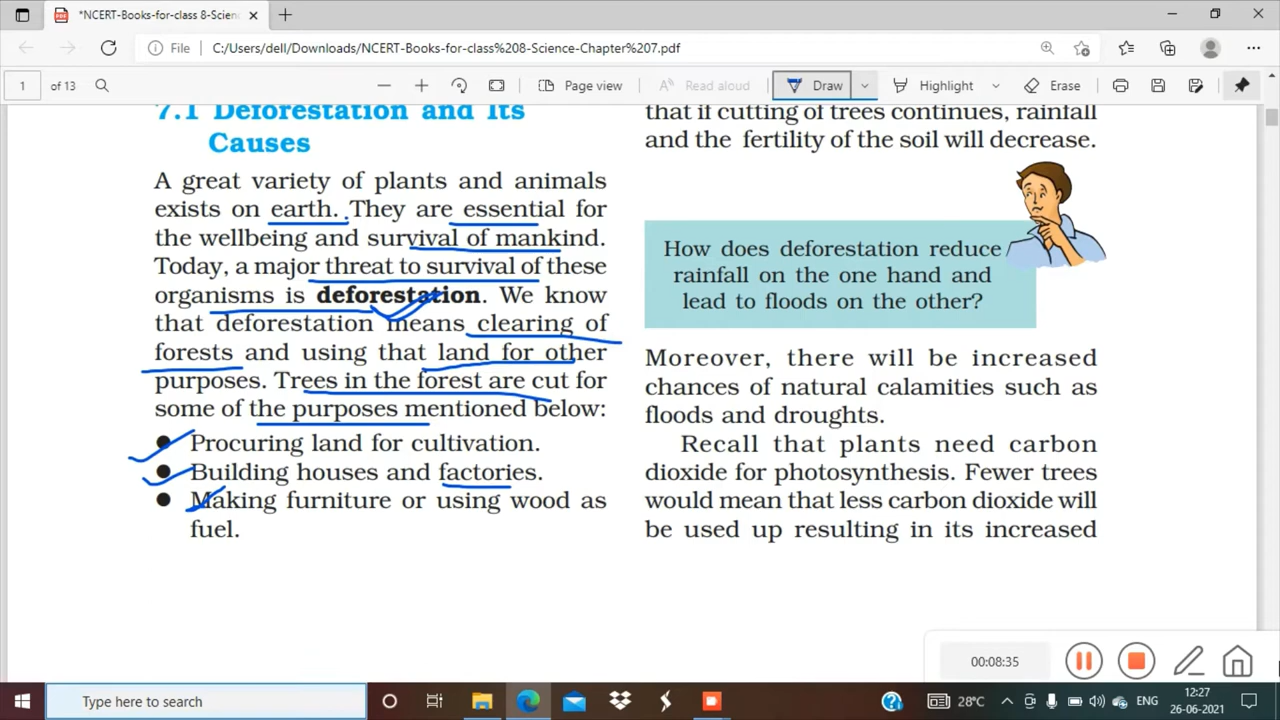 *NCERT-Books-for-class 8-Scien
File C:/Users/dell/Downloads/NCERT-Books-for-class%208-Science-Chapter%207.pdf
1 of 13 Page view Read aloud Draw Highlight Erase
7.1 Deforestation and Its
Causes
A great variety of plants and animals
exists on earth. They are essential for
the wellbeing and survival of mankind.
Today, a major threat to survival of these
organisms is deforestation. We know
that deforestation means clearing of
forests and using that land for other
purposes. Trees in the forest are cut for
some of the purposes mentioned below:
● Procuring land for cultivation.
● Building houses and factories.
● Making furniture or using wood as
fuel.
that if cutting of trees continues, rainfall
and the fertility of the soil will decrease.
How does deforestation reduce
rainfall on the one hand and
lead to floods on the other?
Moreover, there will be increased
chances of natural calamities such as
floods and droughts.
Recall that plants need carbon
dioxide for photosynthesis. Fewer trees
would mean that less carbon dioxide will
be used up resulting in its increased
00:08:35
Type here to search
28°C ENG 12:27
26-06-2021